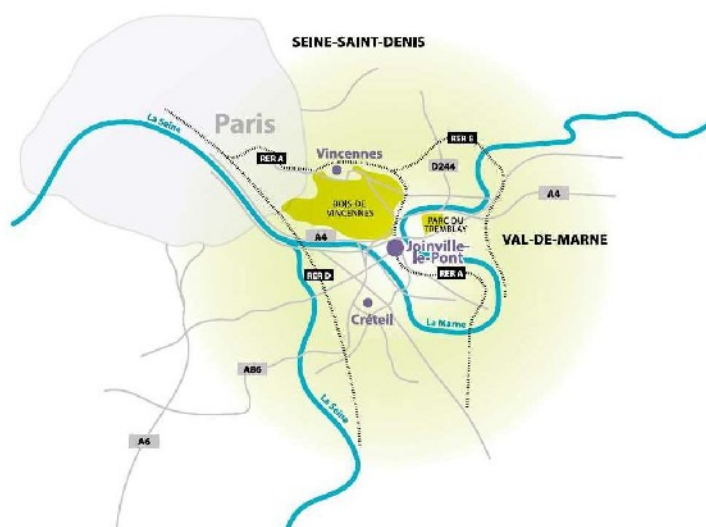 SEINE-SAINT-DENIS
La Seine
Paris
RER E
RER A
Vincennes
D244
A4
BOIS DE
VINCENNES
PARC DU
TREMBLAY
A4
VAL-DE-MARNE
Joinville-
le-Pont
RER D
RER A
Créteil
La Marne
A86
La Seine
A6